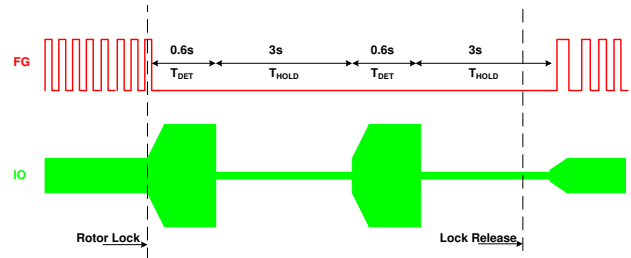 0.6s 3s 0.6s 3s
FG
TDET THOLD TDET THOLD
IO
Rotor Lock Lock Release